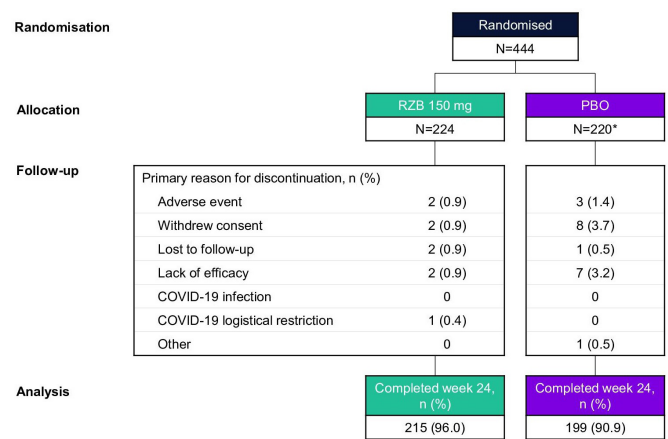 Randomisation
Randomised
N=444
Allocation
RZB 150 mg PBO
N=224 N=220*
Follow-up
Primary reason for discontinuation, n (%)
Adverse event 2 (0.9) 3 (1.4)
Withdrew consent 2 (0.9) 8 (3.7)
Lost to follow-up 2 (0.9) 1 (0.5)
Lack of efficacy 2 (0.9) 7 (3.2)
COVID-19 infection 0 0
COVID-19 logistical restriction 1 (0.4) 0
Other 0 1 (0.5)
Analysis
Completed week 24, Completed week 24,
n (%) n (%)
215 (96.0) 199 (90.9)